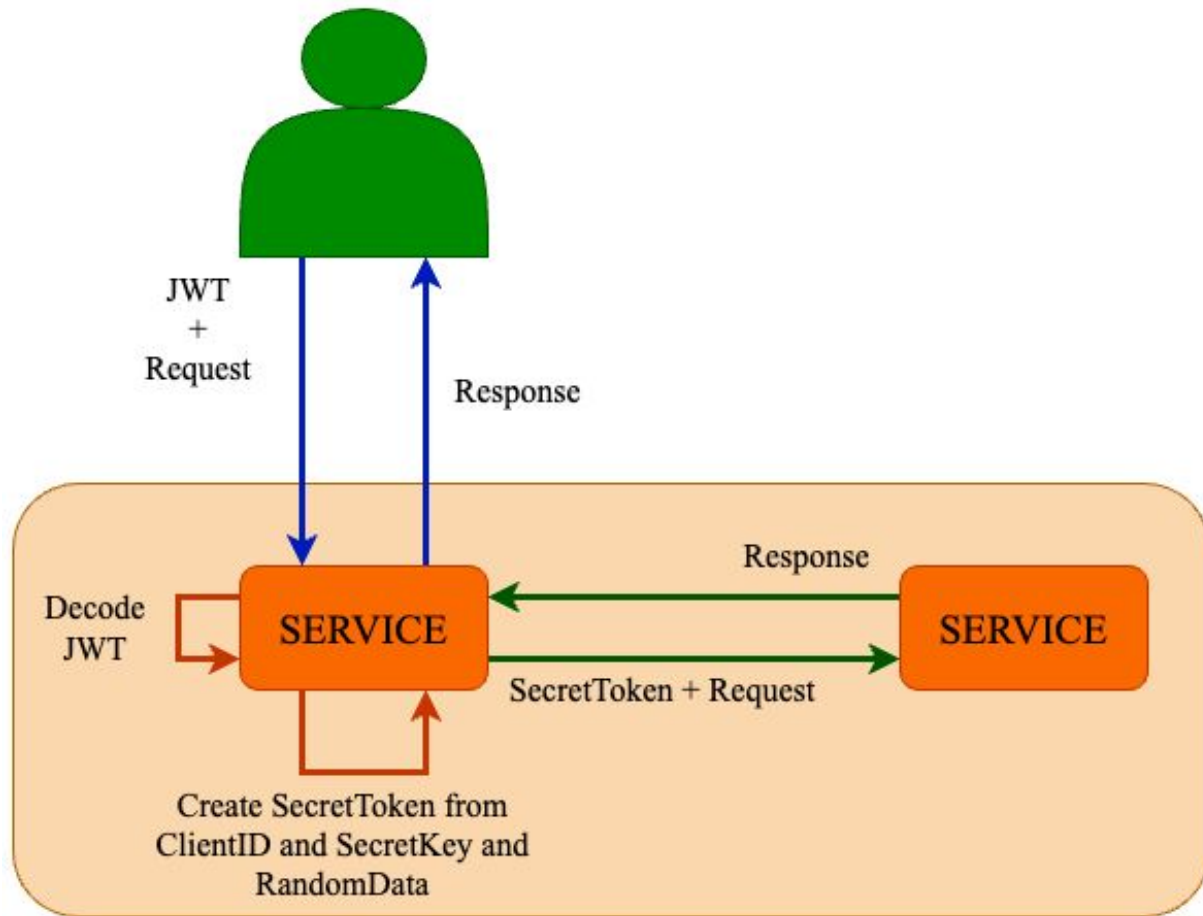 JWT
+
Request
Response
Response
Decode
JWT
SERVICE
SERVICE
SecretToken + Request
Create SecretToken from
ClientID and SecretKey and
RandomData